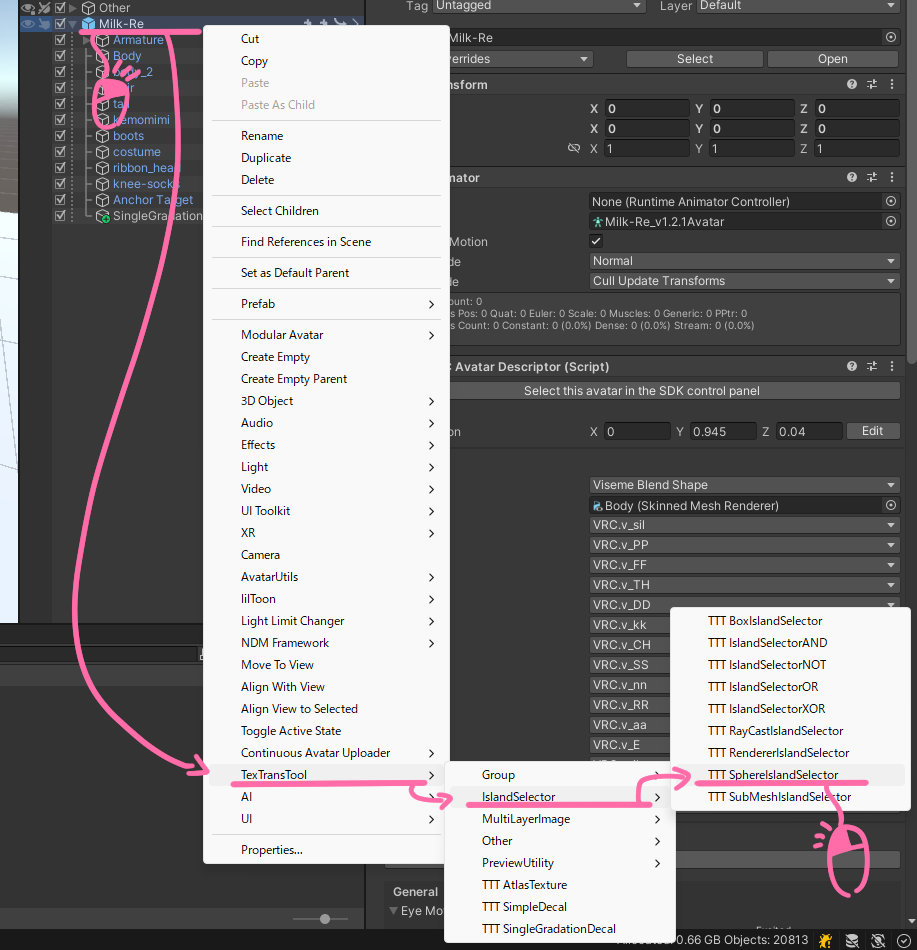 Other
Milk-Re
Armature
Body
kemomimi
boots
costume
ribbon_head
knee-socks
Anchor Target
SingleGradation
Cut
Copy
Paste
Paste As Child
Rename
Duplicate
Delete
Select Children
Find References in Scene
Set as Default Parent
Prefab
Modular Avatar
Create Empty
Create Empty Parent
3D Object
Audio
Effects
Light
Video
UI Toolkit
XR
Camera
AvatarUtils
lilToon
Light Limit Changer
NDM Framework
Move To View
Align With View
Align View to Selected
Toggle Active State
Continuous Avatar Uploader
TexTransTool
AI
UI
Properties...
Group
IslandSelector
MultiLayerImage
Other
PreviewUtility
TTT AtlasTexture
TTT SimpleDecal
TTT SingleGradationDecal
TTT BoxIslandSelector
TTT IslandSelectorAND
TTT IslandSelectorNOT
TTT IslandSelectorOR
TTT IslandSelectorXOR
TTT RayCastIslandSelector
TTT RendererIslandSelector
TTT SphereIslandSelector
TTT SubMeshIslandSelector
Tag Untagged Layer Default
Milk-Re
verrides Select Open
nsform
X 0 Y 0 Z 0
X 0 Y 0 Z 0
X 1 Y 1 Z 1
mator
None (Runtime Animator Controller)
Milk-Re_v1.2.1Avatar
Motion
de Normal
de Cull Update Transforms
ount: 0
s Pos: 0 Quat: 0 Euler: 0 Scale: 0 Muscles: 0 Generic: 0 PPtr: 0
s Count: 0 Constant: 0 (0.0%) Dense: 0 (0.0%) Stream: 0 (0.0%)
C Avatar Descriptor (Script)
Select this avatar in the SDK control panel
on X 0 Y 0.945 Z 0.04 Edit
Viseme Blend Shape
Body (Skinned Mesh Renderer)
VRC.v_sil
VRC.v_PP
VRC.v_FF
VRC.v_TH
VRC.v_DD
VRC.v_kk
VRC.v_CH
VRC.v_SS
VRC.v_nn
VRC.v_RR
VRC.v_aa
VRC.v_E
General
Eye Mov
0.66 GB Objects: 20813